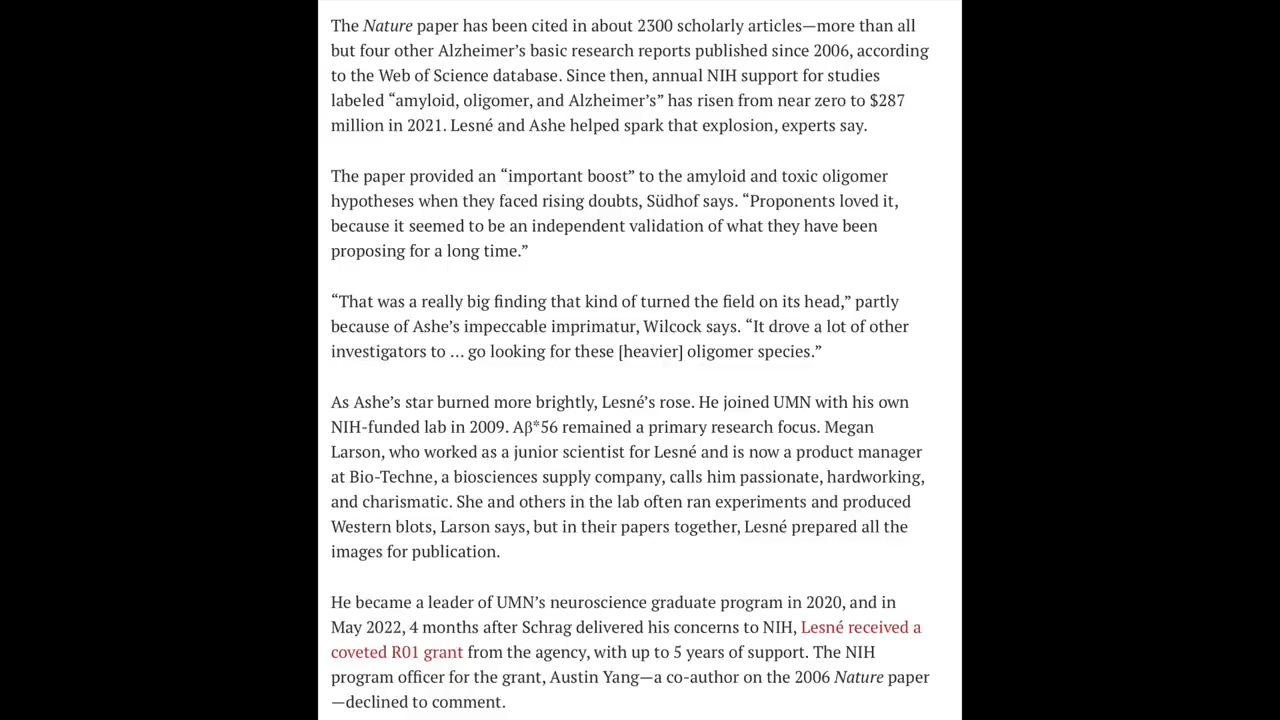 The Nature paper has been cited in about 2300 scholarly articles—more than all
but four other Alzheimer’s basic research reports published since 2006, according
to the Web of Science database. Since then, annual NIH support for studies
labeled “amyloid, oligomer, and Alzheimer’s” has risen from near zero to $287
million in 2021. Lesné and Ashe helped spark that explosion, experts say.
The paper provided an “important boost” to the amyloid and toxic oligomer
hypotheses when they faced rising doubts, Südhof says. “Proponents loved it,
because it seemed to be an independent validation of what they have been
proposing for a long time.”
“That was a really big finding that kind of turned the field on its head,” partly
because of Ashe’s impeccable imprimatur, Wilcock says. “It drove a lot of other
investigators to … go looking for these [heavier] oligomer species.”
As Ashe’s star burned more brightly, Lesné’s rose. He joined UMN with his own
NIH-funded lab in 2009. Aβ*56 remained a primary research focus. Megan
Larson, who worked as a junior scientist for Lesné and is now a product manager
at Bio-Techne, a biosciences supply company, calls him passionate, hardworking,
and charismatic. She and others in the lab often ran experiments and produced
Western blots, Larson says, but in their papers together, Lesné prepared all the
images for publication.
He became a leader of UMN’s neuroscience graduate program in 2020, and in
May 2022, 4 months after Schrag delivered his concerns to NIH, Lesné received a
coveted R01 grant from the agency, with up to 5 years of support. The NIH
program officer for the grant, Austin Yang—a co-author on the 2006 Nature paper
—declined to comment.